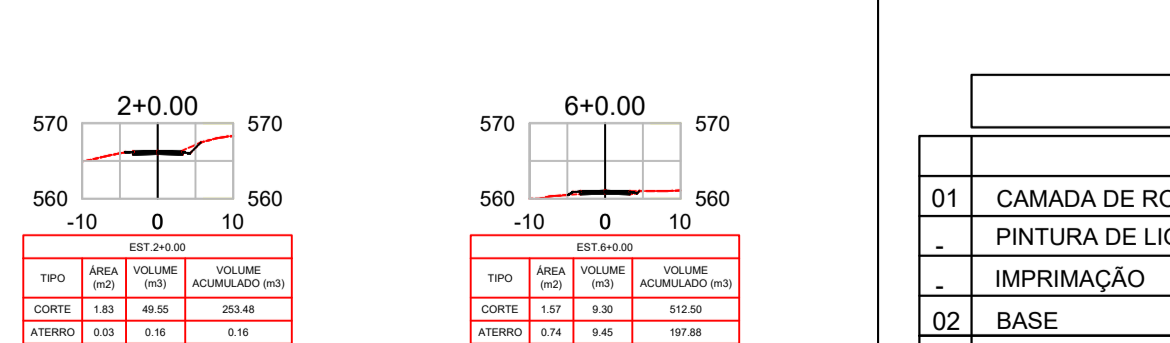 2+0.00
570 570
560 560
-10 0 10
EST.2+0.00
TIPO ÁREA (m2) VOLUME (m3) VOLUME ACUMULADO (m3)
CORTE 1.83 49.55 253.48
ATERRO 0.03 0.16 0.16
6+0.00
570 570
560 560
-10 0 10
EST.6+0.00
TIPO ÁREA (m2) VOLUME (m3) VOLUME ACUMULADO (m3)
CORTE 1.57 9.30 512.50
ATERRO 0.74 9.45 197.88
01 CAMADA DE
- PINTURA DE
- IMPRIMAÇÃO
02 BASE